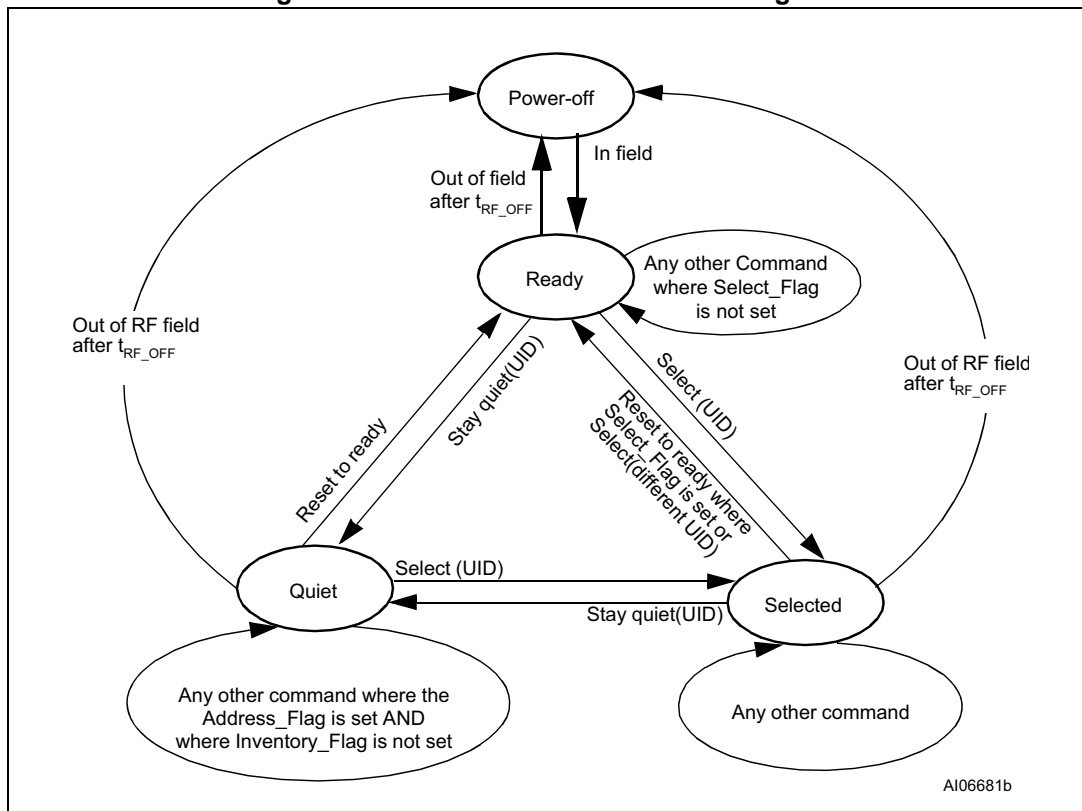 Power-off
In field
Out of field
after tRF_OFF
Ready
Any other Command
where Select_Flag
is not set
Out of RF field
after tRF_OFF
Out of RF field
after tRF_OFF
Reset to ready
Stay quiet(UID)
Select (UID)
Reset to ready where
Select_Flag is set or
Select(different UID)
Quiet
Select (UID)
Stay quiet(UID)
Selected
Any other command where the
Address_Flag is set AND
where Inventory_Flag is not set
Any other command
AI06681b